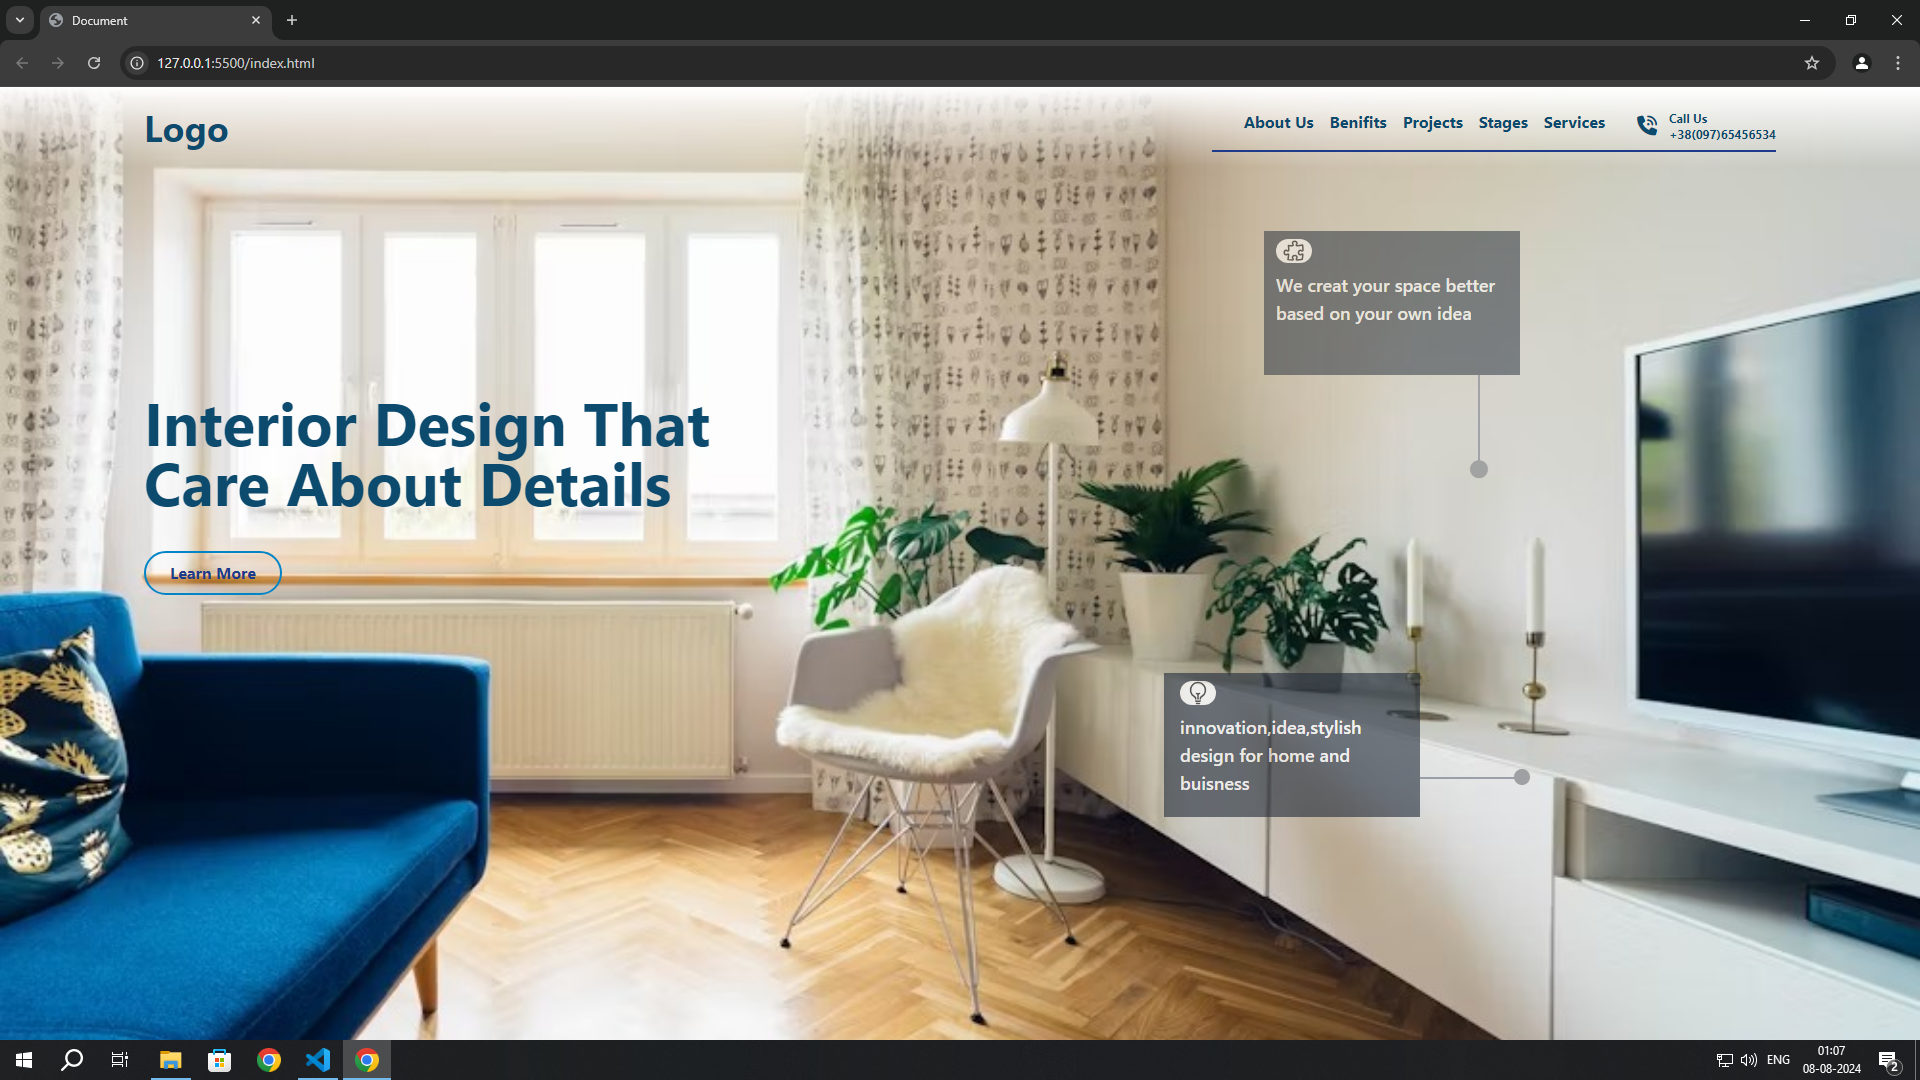 Document
127.0.0.1:5500/index.html
Logo
About Us Benifits Projects Stages Services
Call Us
+38(097)65456534
We creat your space better
based on your own idea
Interior Design That
Care About Details
Learn More
innovation,idea,stylish
design for home and
buisness
ENG
01:07
08-08-2024
2